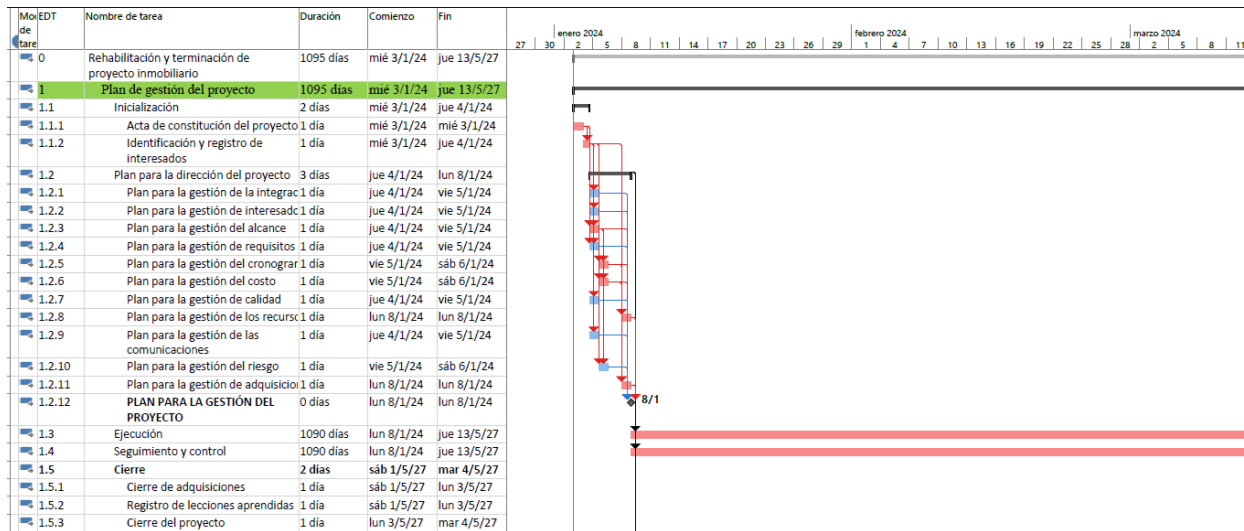 Mod de tare EDT Nombre de tarea Duración Comienzo Fin
enero 2024 febrero 2024 marzo 2024
27 30 2 5 8 11 14 17 20 23 26 29 1 4 7 10 13 16 19 22 25 28 2 5 8 11
0 Rehabilitación y terminación de 1095 días mié 3/1/24 jue 13/5/27
proyecto inmobiliario
1 Plan de gestión del proyecto 1095 días mié 3/1/24 jue 13/5/27
1.1 Inicialización 2 días mié 3/1/24 jue 4/1/24
1.1.1 Acta de constitución del proyecto 1 día mié 3/1/24 mié 3/1/24
1.1.2 Identificación y registro de 1 día mié 3/1/24 jue 4/1/24
interesados
1.2 Plan para la dirección del proyecto 3 días jue 4/1/24 lun 8/1/24
1.2.1 Plan para la gestión de la integrac 1 día jue 4/1/24 vie 5/1/24
1.2.2 Plan para la gestión de interesado 1 día jue 4/1/24 vie 5/1/24
1.2.3 Plan para la gestión del alcance 1 día jue 4/1/24 vie 5/1/24
1.2.4 Plan para la gestión de requisitos 1 día jue 4/1/24 vie 5/1/24
1.2.5 Plan para la gestión del cronogran 1 día vie 5/1/24 sáb 6/1/24
1.2.6 Plan para la gestión del costo 1 día vie 5/1/24 sáb 6/1/24
1.2.7 Plan para la gestión de calidad 1 día jue 4/1/24 vie 5/1/24
1.2.8 Plan para la gestión de los recurso 1 día lun 8/1/24 lun 8/1/24
1.2.9 Plan para la gestión de las 1 día jue 4/1/24 vie 5/1/24
comunicaciones
1.2.10 Plan para la gestión del riesgo 1 día vie 5/1/24 sáb 6/1/24
1.2.11 Plan para la gestión de adquisicio 1 día lun 8/1/24 lun 8/1/24
1.2.12 PLAN PARA LA GESTIÓN DEL 0 días lun 8/1/24 lun 8/1/24 8/1
PROYECTO
1.3 Ejecución 1090 días lun 8/1/24 jue 13/5/27
1.4 Seguimiento y control 1090 días lun 8/1/24 jue 13/5/27
1.5 Cierre 2 días sáb 1/5/27 mar 4/5/27
1.5.1 Cierre de adquisiciones 1 día sáb 1/5/27 lun 3/5/27
1.5.2 Registro de lecciones aprendidas 1 día sáb 1/5/27 lun 3/5/27
1.5.3 Cierre del proyecto 1 día lun 3/5/27 mar 4/5/27